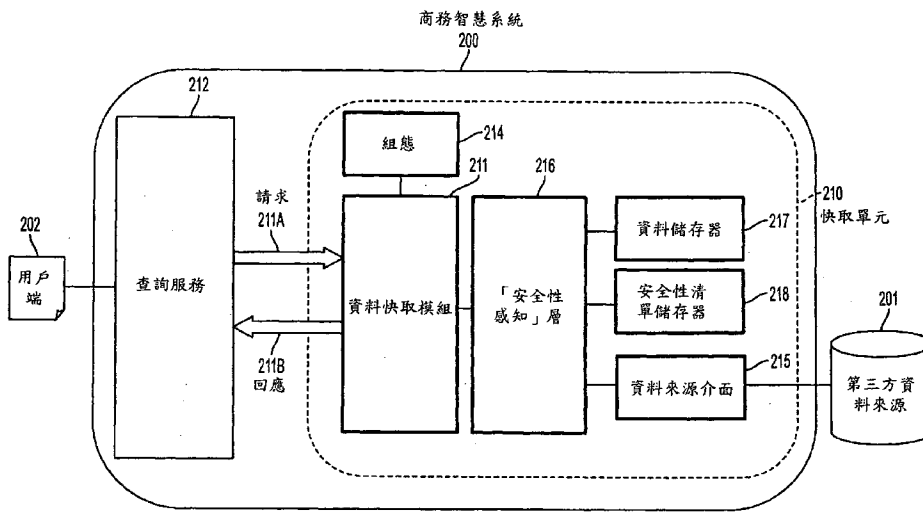 商務智慧系統
200
212
組態
214
211
216
請求
211A
210
快取單元
資料儲存器
217
202
用戶
端
查詢服務
資料快取模組
「安全性
感知」層
安全性清
單儲存器
218
201
211B
回應
資料來源介面
215
第三方資
料來源